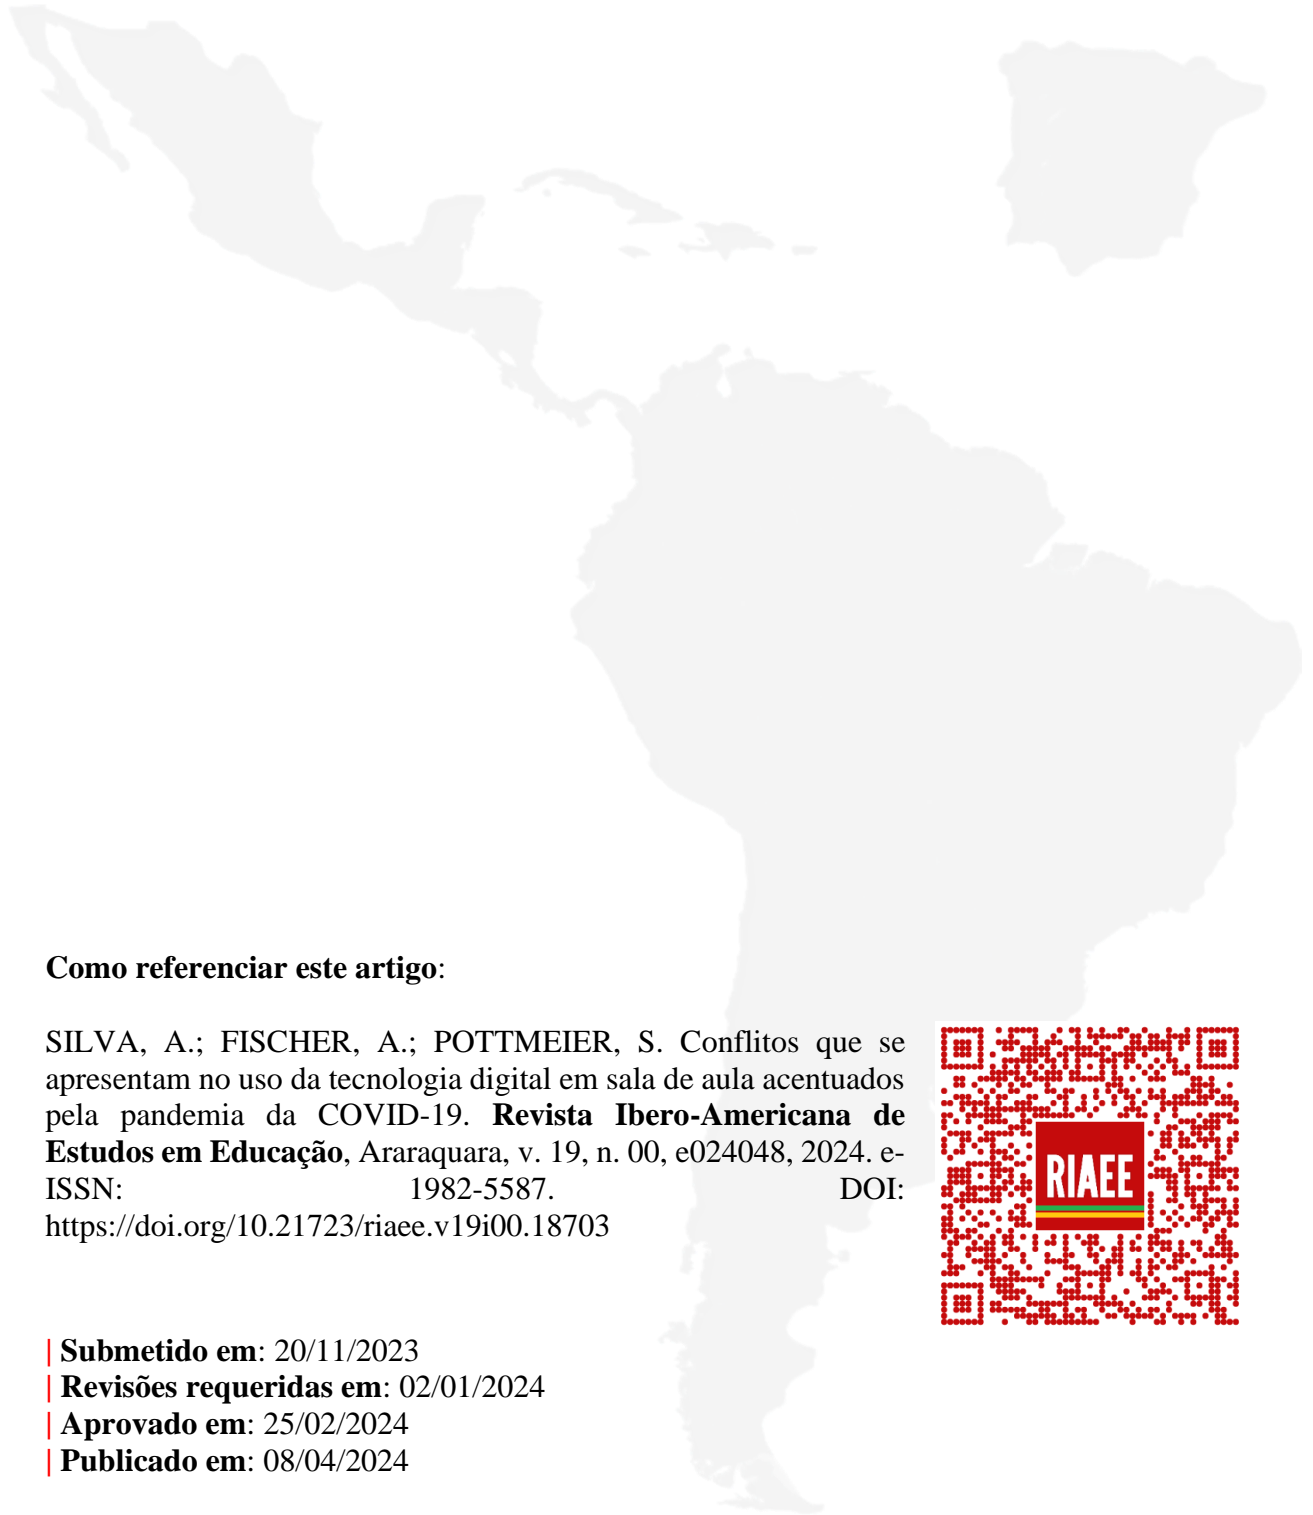 Como referenciar este artigo:
SILVA, A.; FISCHER, A.; POTTMEIER, S. Conflitos que se
apresentam no uso da tecnologia digital em sala de aula acentuados
pela pandemia da COVID-19. Revista Ibero-Americana de
Estudos em Educação, Araraquara, v. 19, n. 00, e024048, 2024. e-
ISSN: 1982-5587. DOI:
https://doi.org/10.21723/riaee.v19i00.18703
RIAEE
| Submetido em: 20/11/2023
| Revisões requeridas em: 02/01/2024
| Aprovado em: 25/02/2024
| Publicado em: 08/04/2024